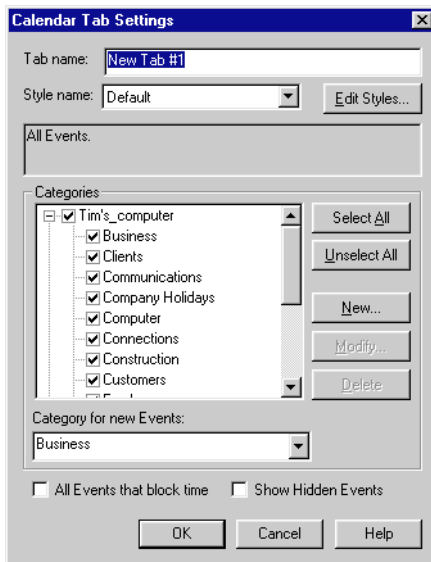 Calendar Tab Settings
Tab name: New Tab #1
Style name: Default Edit Styles...
All Events.
Categories
Tim's_computer
Business
Clients
Communications
Company Holidays
Computer
Connections
Construction
Customers
Select All
Unselect All
New...
Modify...
Delete
Category for new Events:
Business
All Events that block time Show Hidden Events
OK Cancel Help